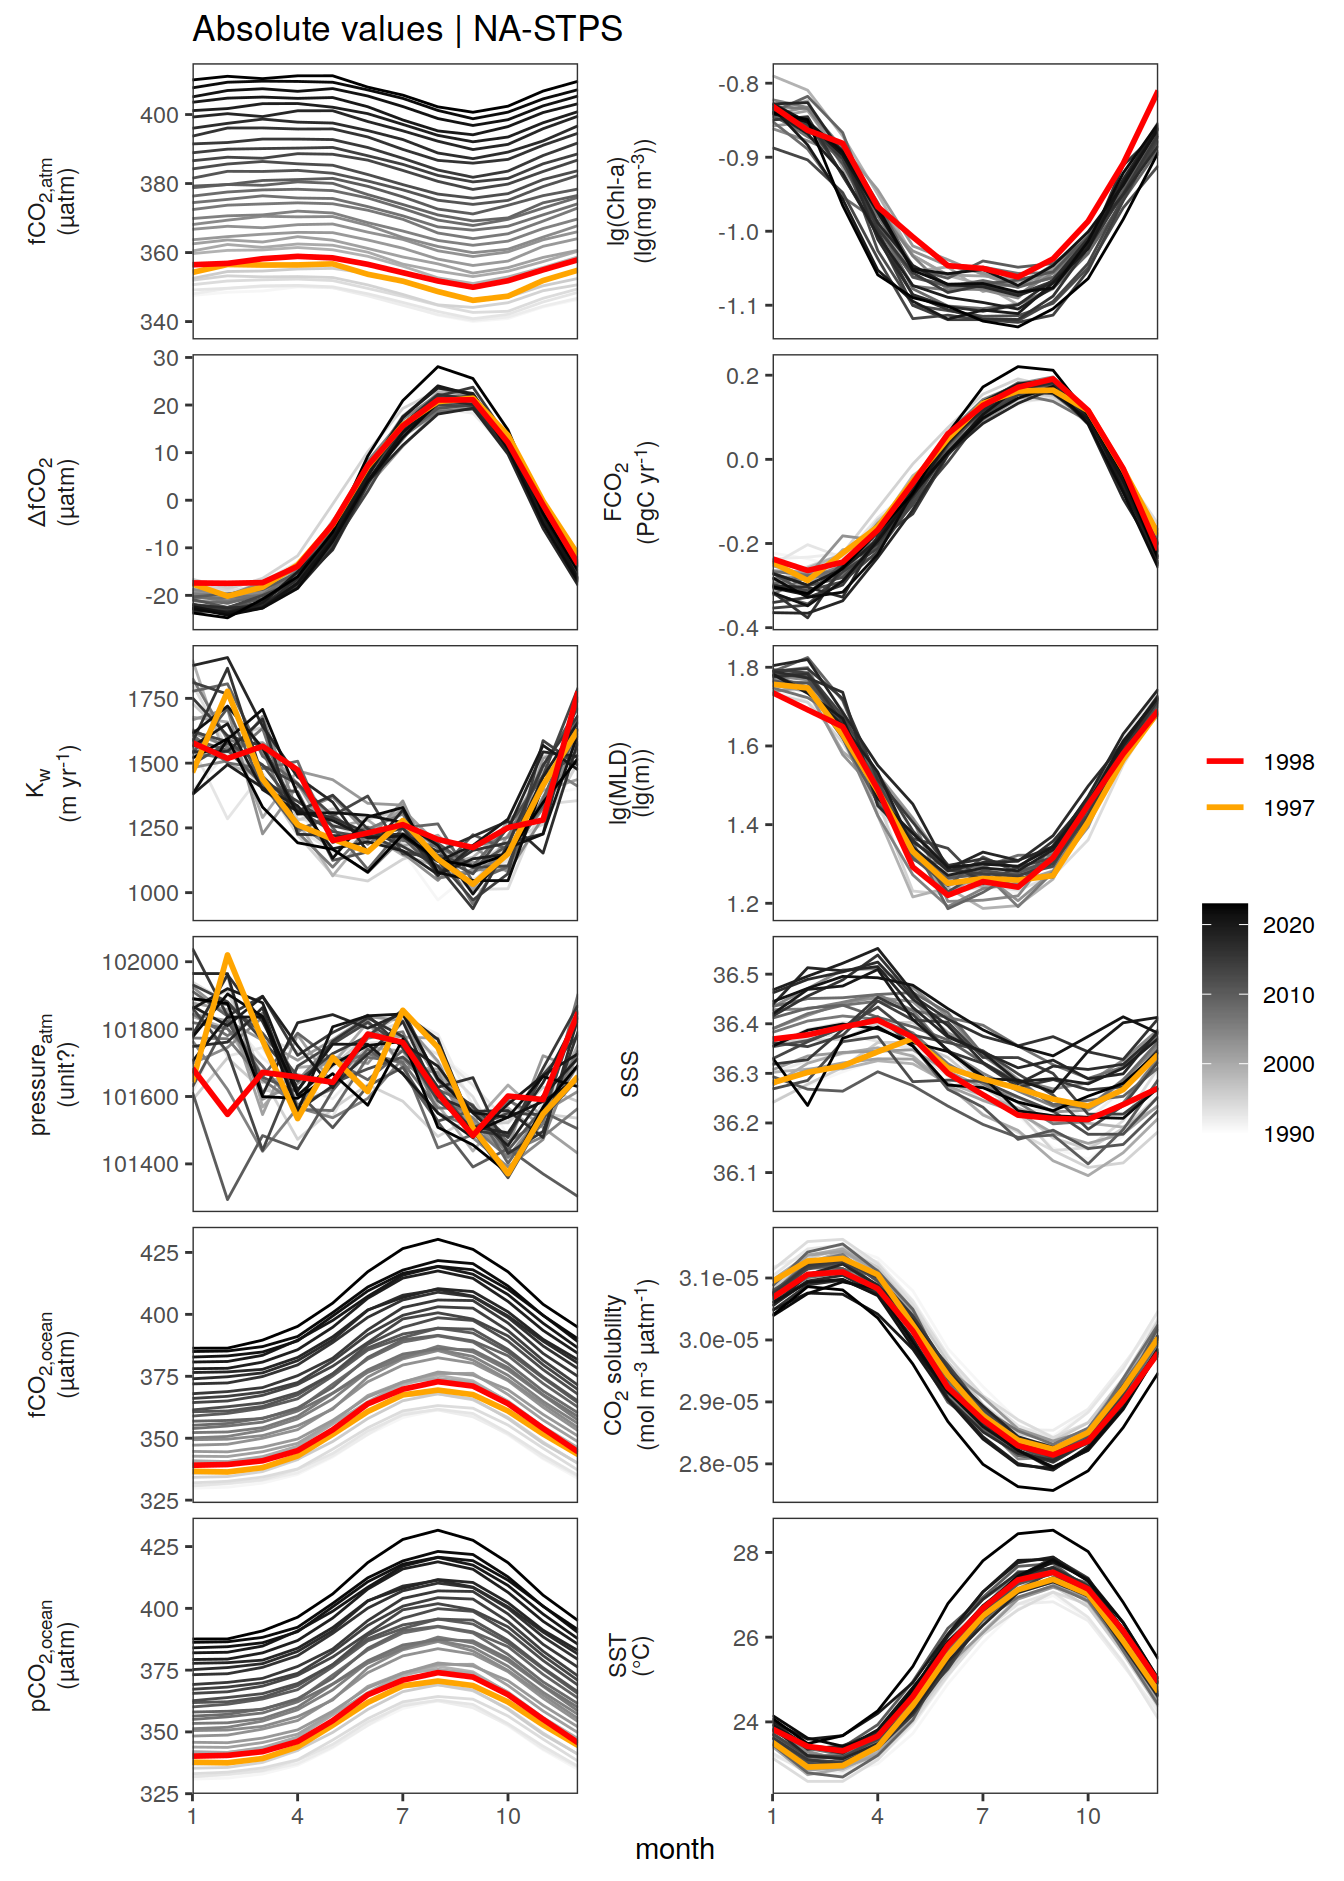 Absolute values | NA-STPS
fCO2,atm
(µatm)
400
380
360
340
lg(Chl-a)
(lg(mg m-3))
-0.8
-0.9
-1.0
-1.1
ΔfCO2
(µatm)
30
20
10
0
-10
-20
FCO2
(PgC yr-1)
0.2
0.0
-0.2
-0.4
Kw
(m yr-1)
1750
1500
1250
1000
lg(MLD)
(lg(m))
1.8
1.6
1.4
1.2
pressureatm
(unit?)
102000
101800
101600
101400
SSS
36.5
36.4
36.3
36.2
36.1
fCO2,ocean
(µatm)
425
400
375
350
325
CO2 solubility
(mol m-3 µatm-1)
3.1e-05
3.0e-05
2.9e-05
2.8e-05
pCO2,ocean
(µatm)
425
400
375
350
325
SST
(°C)
28
26
24
1 4 7 10
1 4 7 10
month
1998
1997
2020
2010
2000
1990